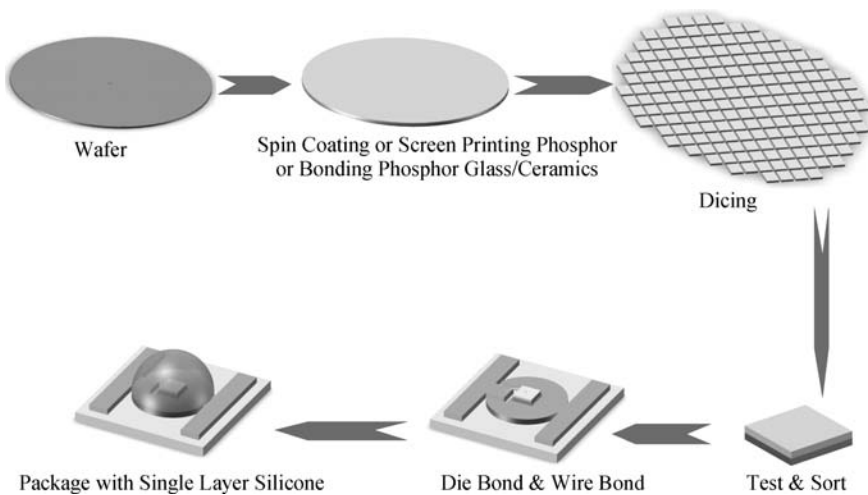 Wafer
Spin Coating or Screen Printing Phosphor
or Bonding Phosphor Glass/Ceramics
Dicing
Package with Single Layer Silicone
Die Bond & Wire Bond
Test & Sort